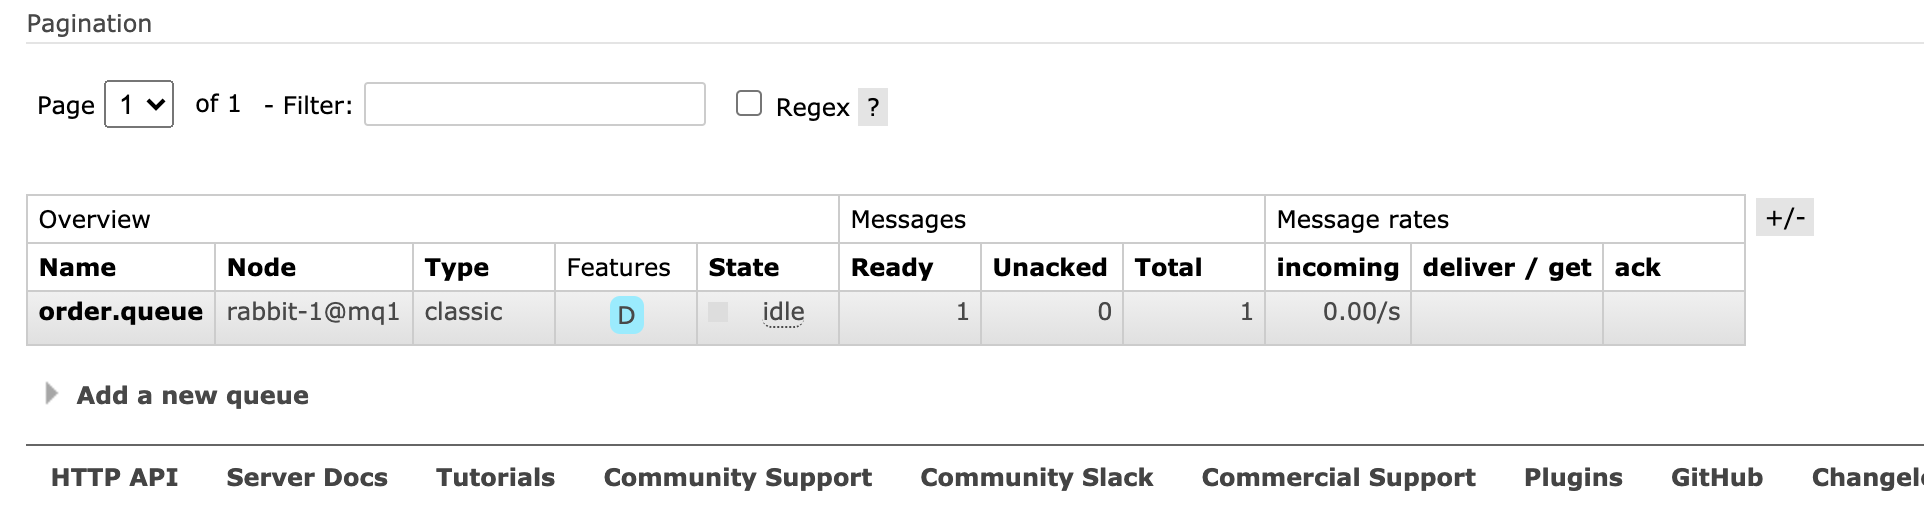 Pagination
Page 1 of 1 - Filter: Regex ?
Overview Messages Message rates +/-
Name Node Type Features State Ready Unacked Total incoming deliver / get ack
order.queue rabbit-1@mq1 classic D idle 1 0 1 0.00/s
Add a new queue
HTTP API Server Docs Tutorials Community Support Community Slack Commercial Support Plugins GitHub